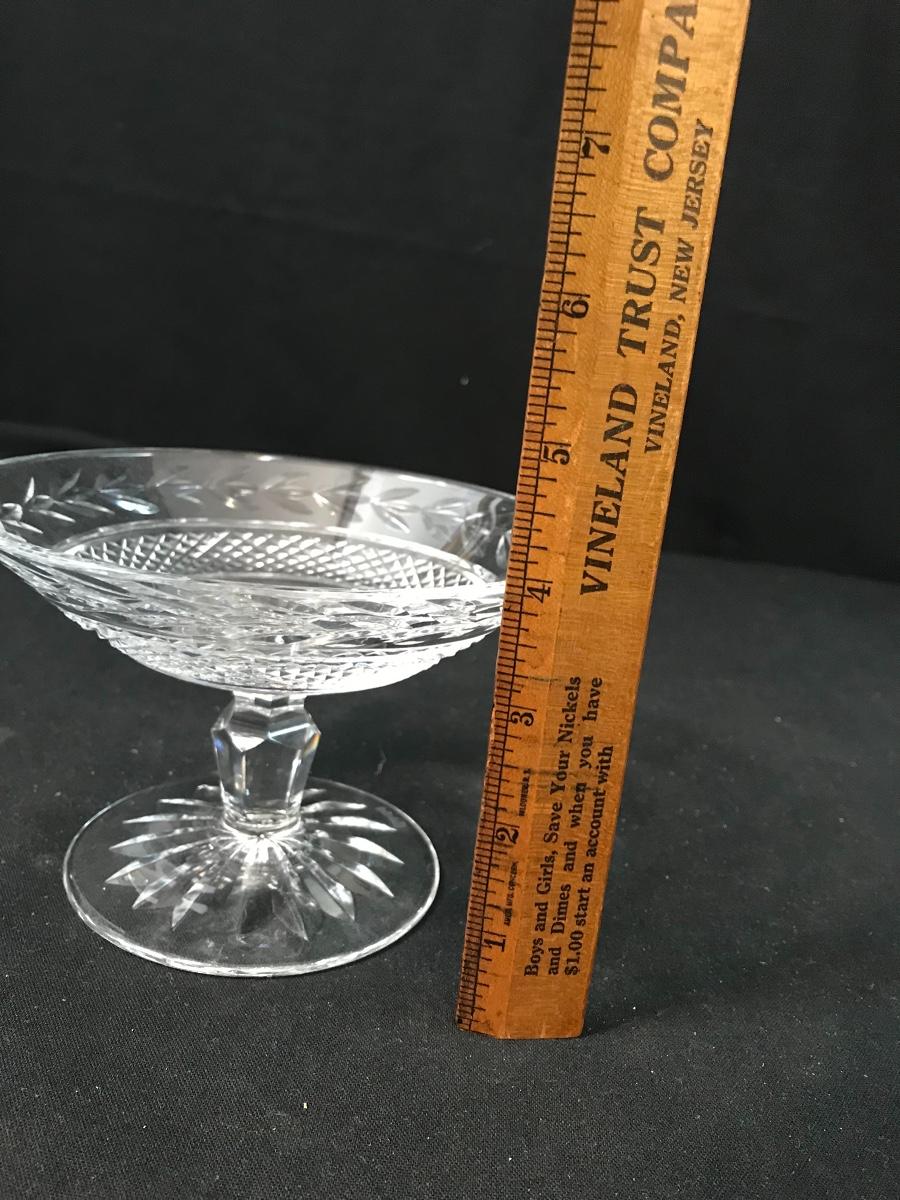 VINELAND TRUST COMPA
VINELAND, NEW JERSEY
Boys and Girls, Save Your Nickels
and Dimes and when you have
$1.00 start an account with
1
2
3
4
5
6
7